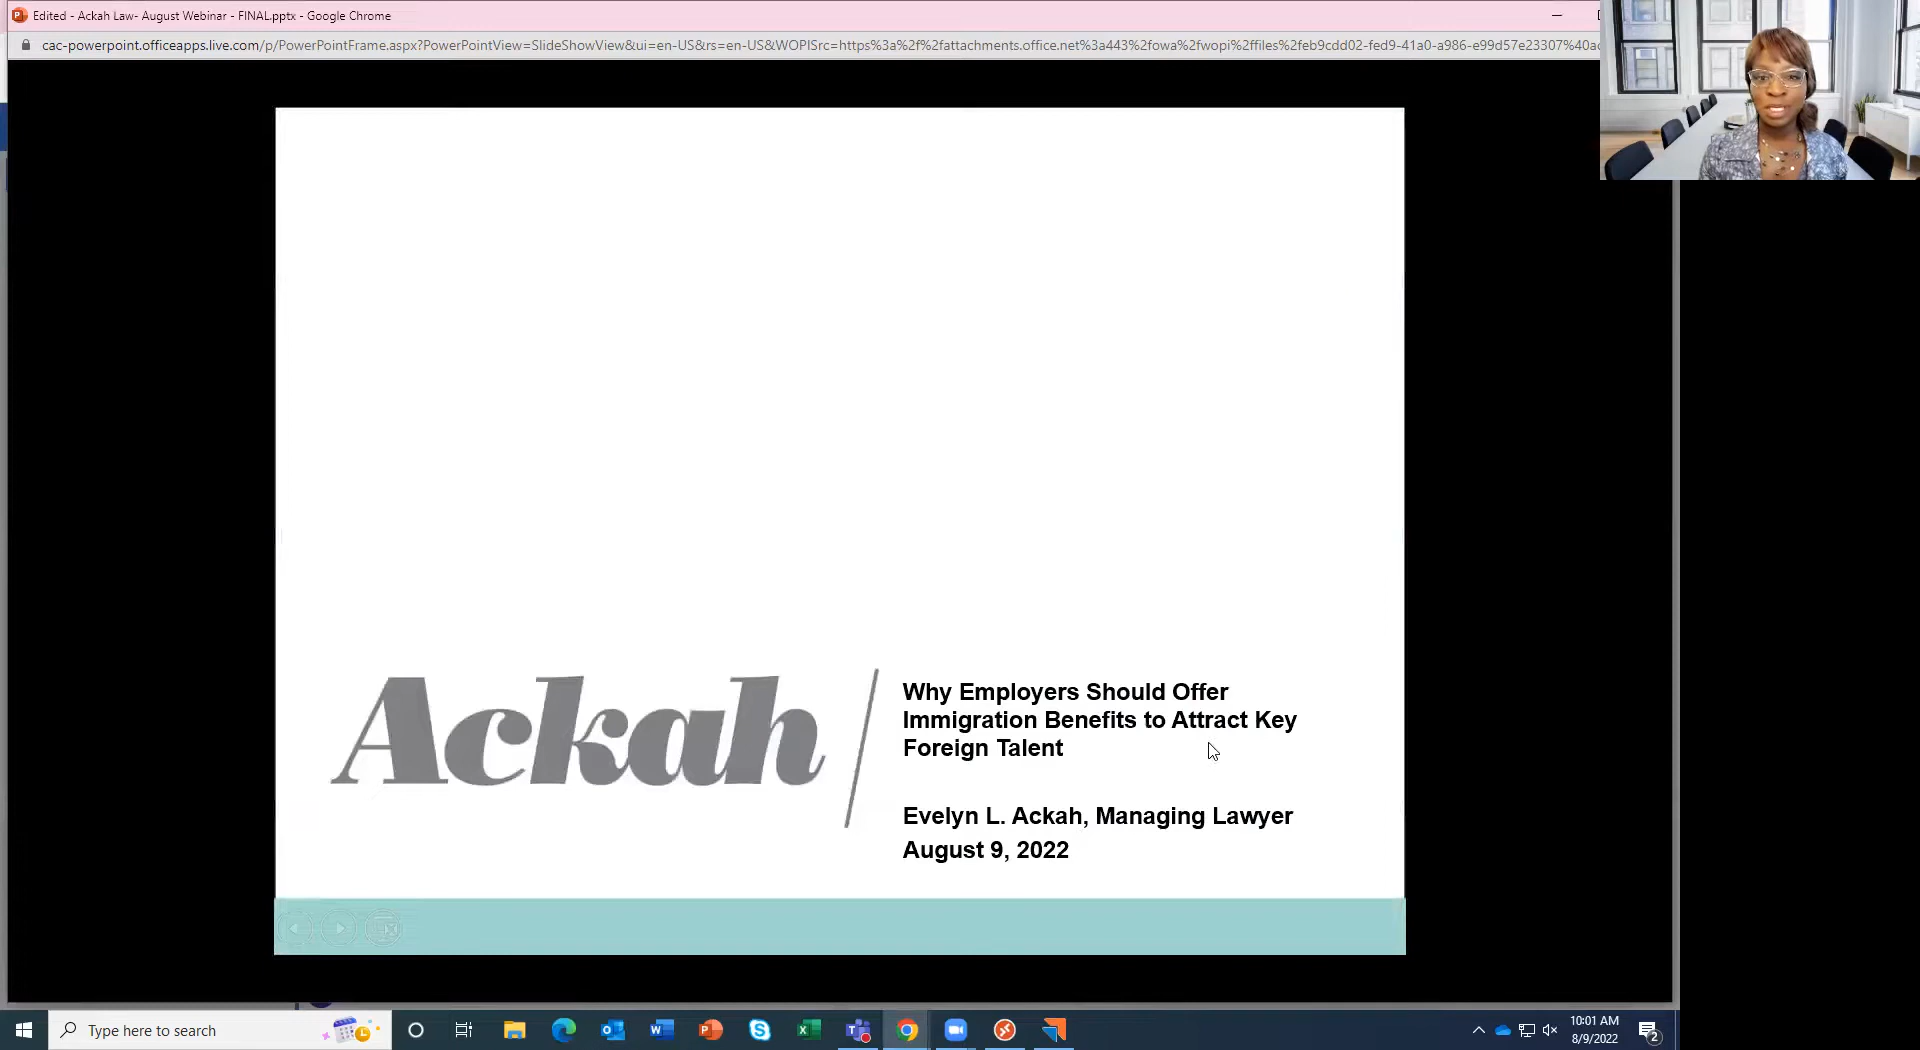 Edited - Ackah Law- August Webinar - FINAL.pptx - Google Chrome
cac-powerpoint.officeapps.live.com/p/PowerPointFrame.aspx?PowerPointView=SlideShowView&ui=en-US&rs=en-US&WOPISrc=https%3a%2f%2fattachments.office.net%3a443%2fowa%2fwopi%2ffiles%2feb9cdd02-fed9-41a0-a986-e99d57e23307%40ac
Ackah
Why Employers Should Offer
Immigration Benefits to Attract Key
Foreign Talent
Evelyn L. Ackah, Managing Lawyer
August 9, 2022
Type here to search
10:01 AM
8/9/2022
2